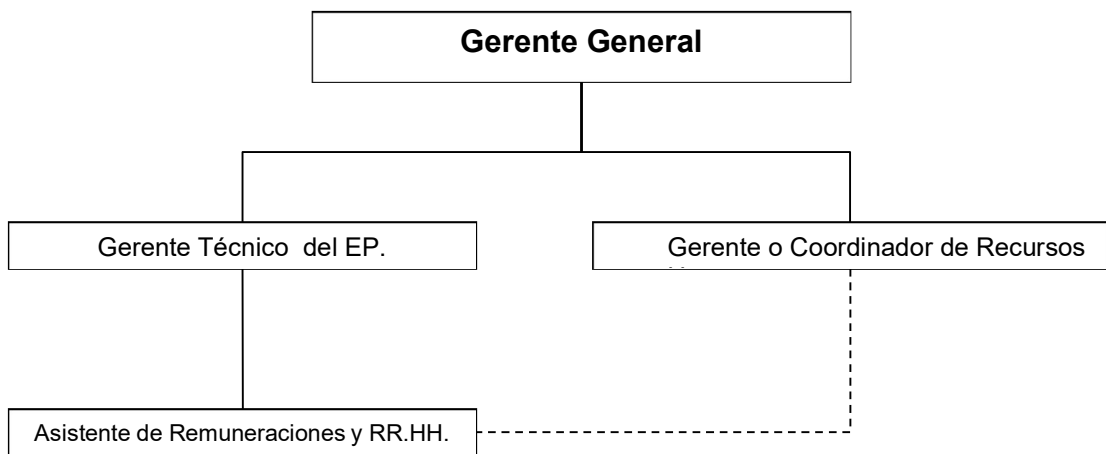 Gerente General
Gerente Técnico del EP.
Gerente o Coordinador de Recursos
Asistente de Remuneraciones y RR.HH.